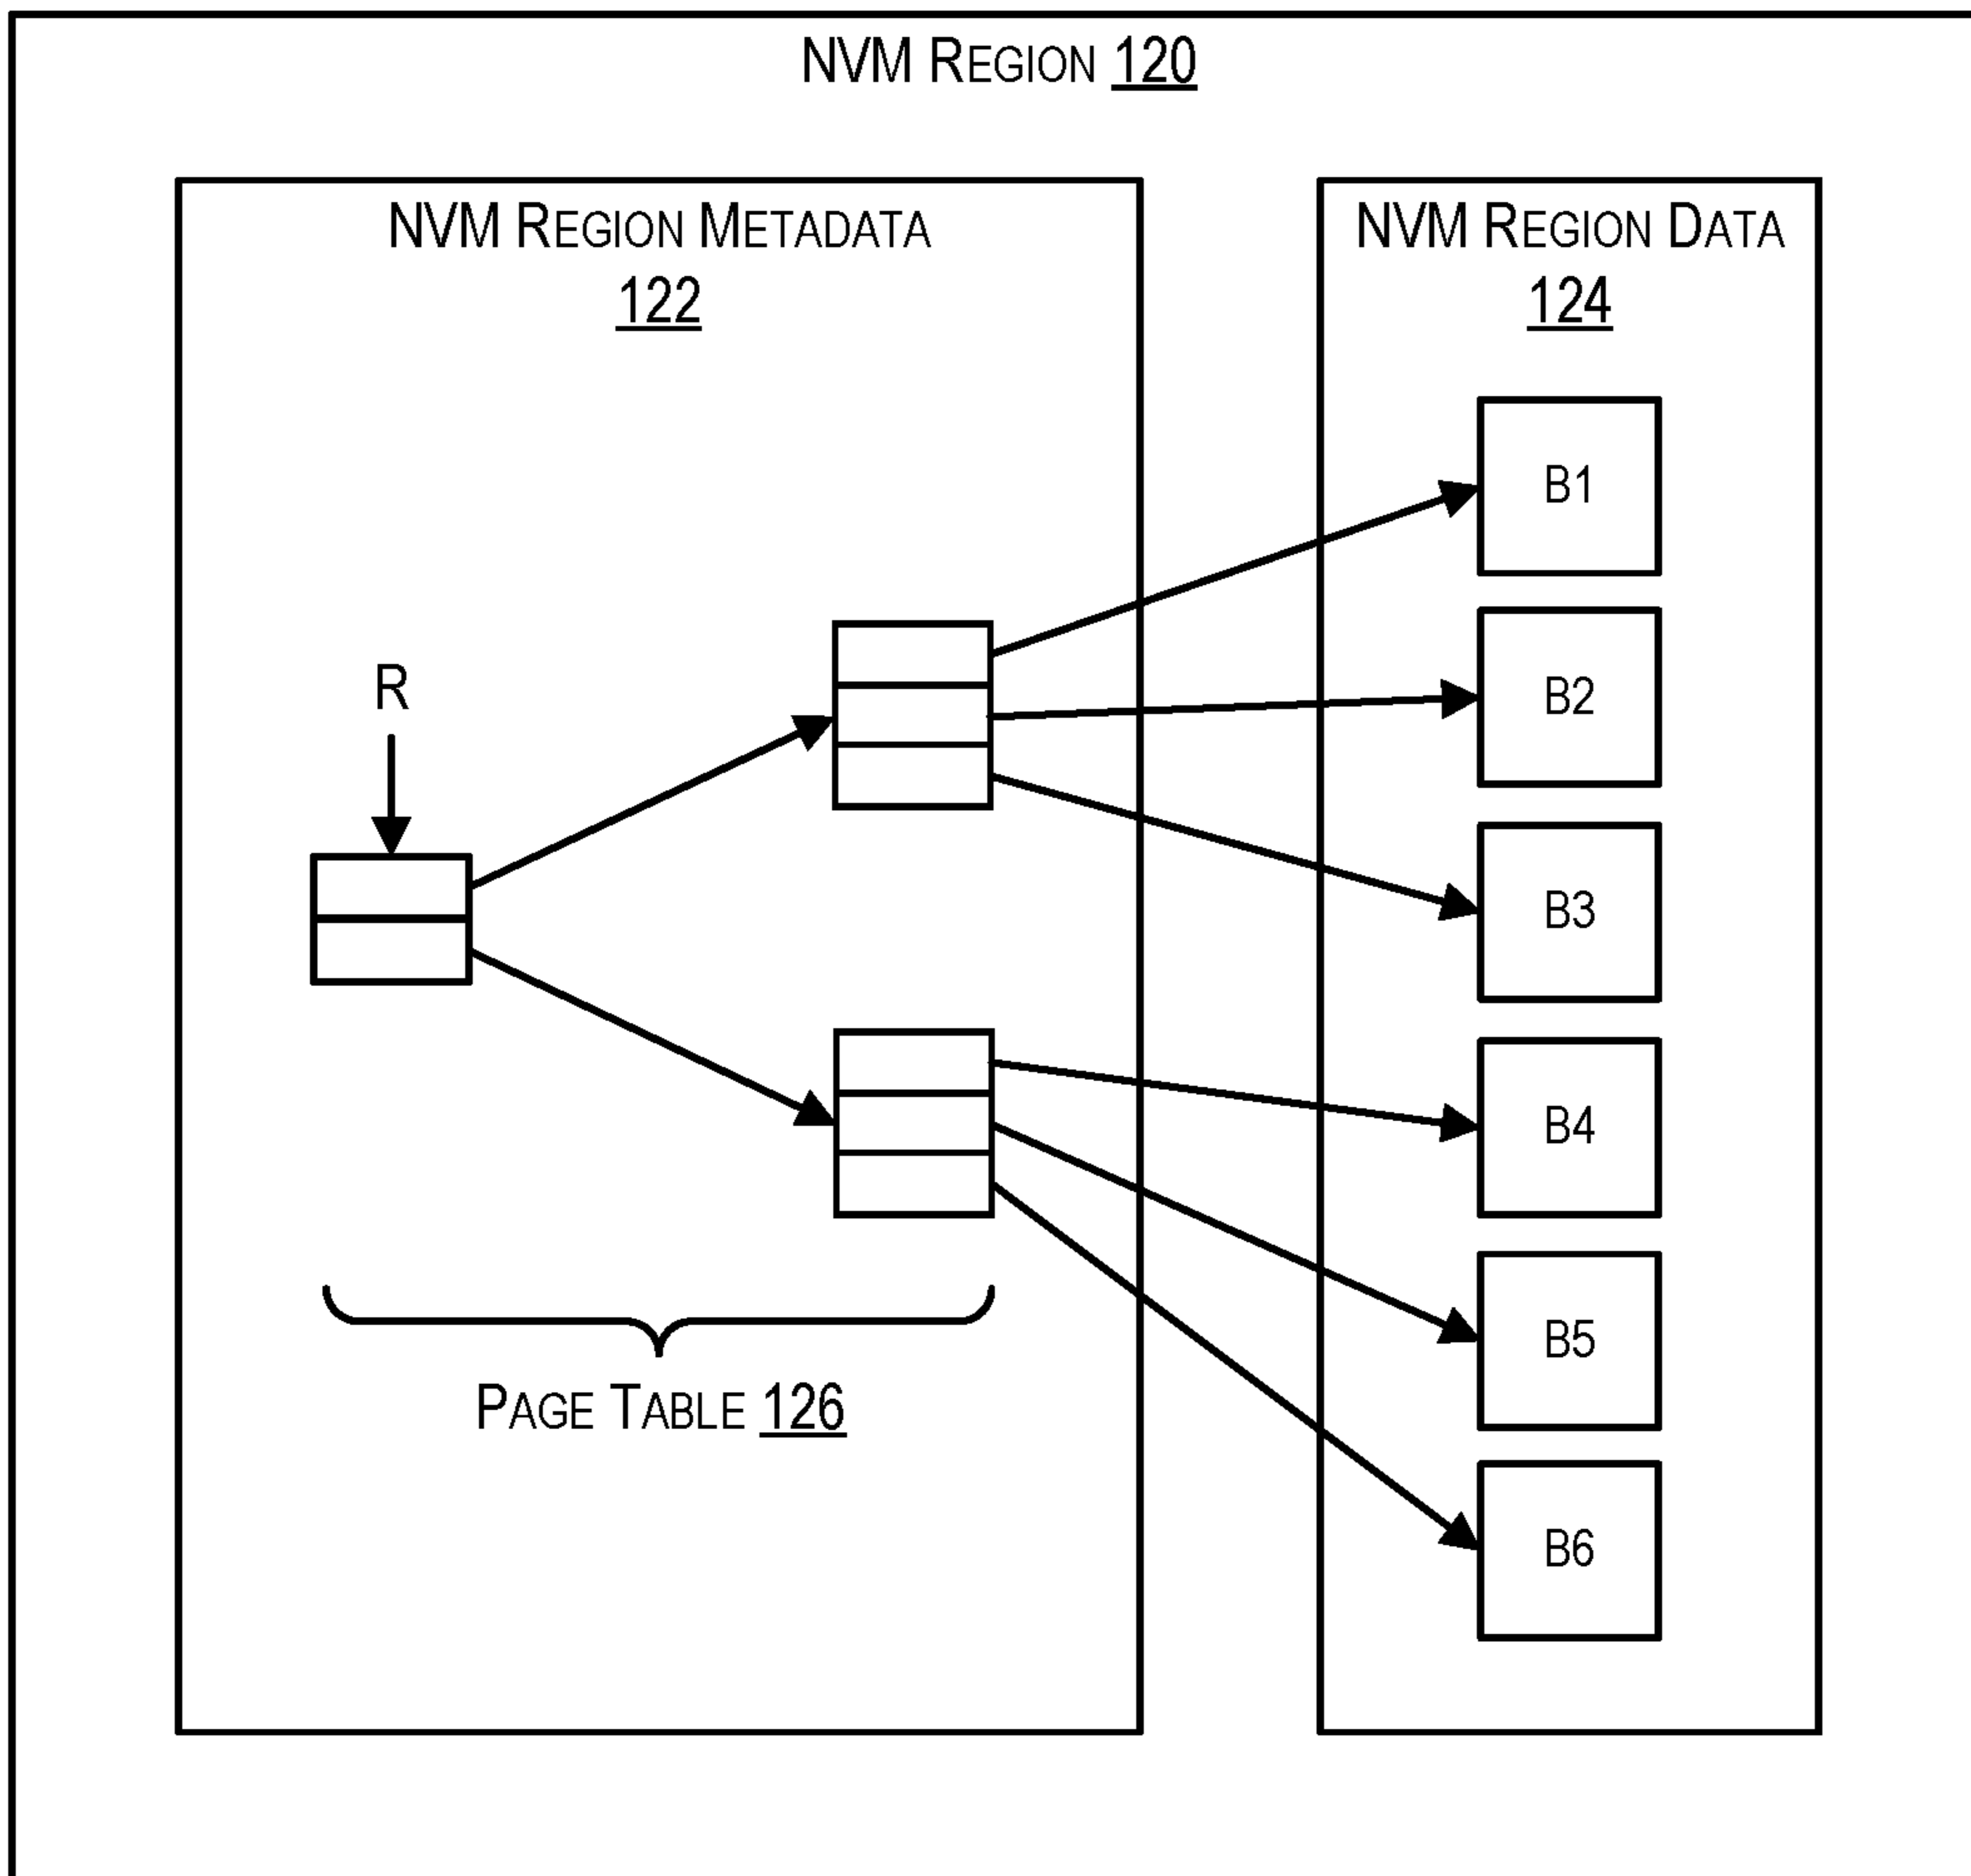 NVM REGION 120
NVM REGION METADATA
122
NVM REGION DATA
124
B1
B2
R
B3
B4
B5
PAGE TABLE 126
B6